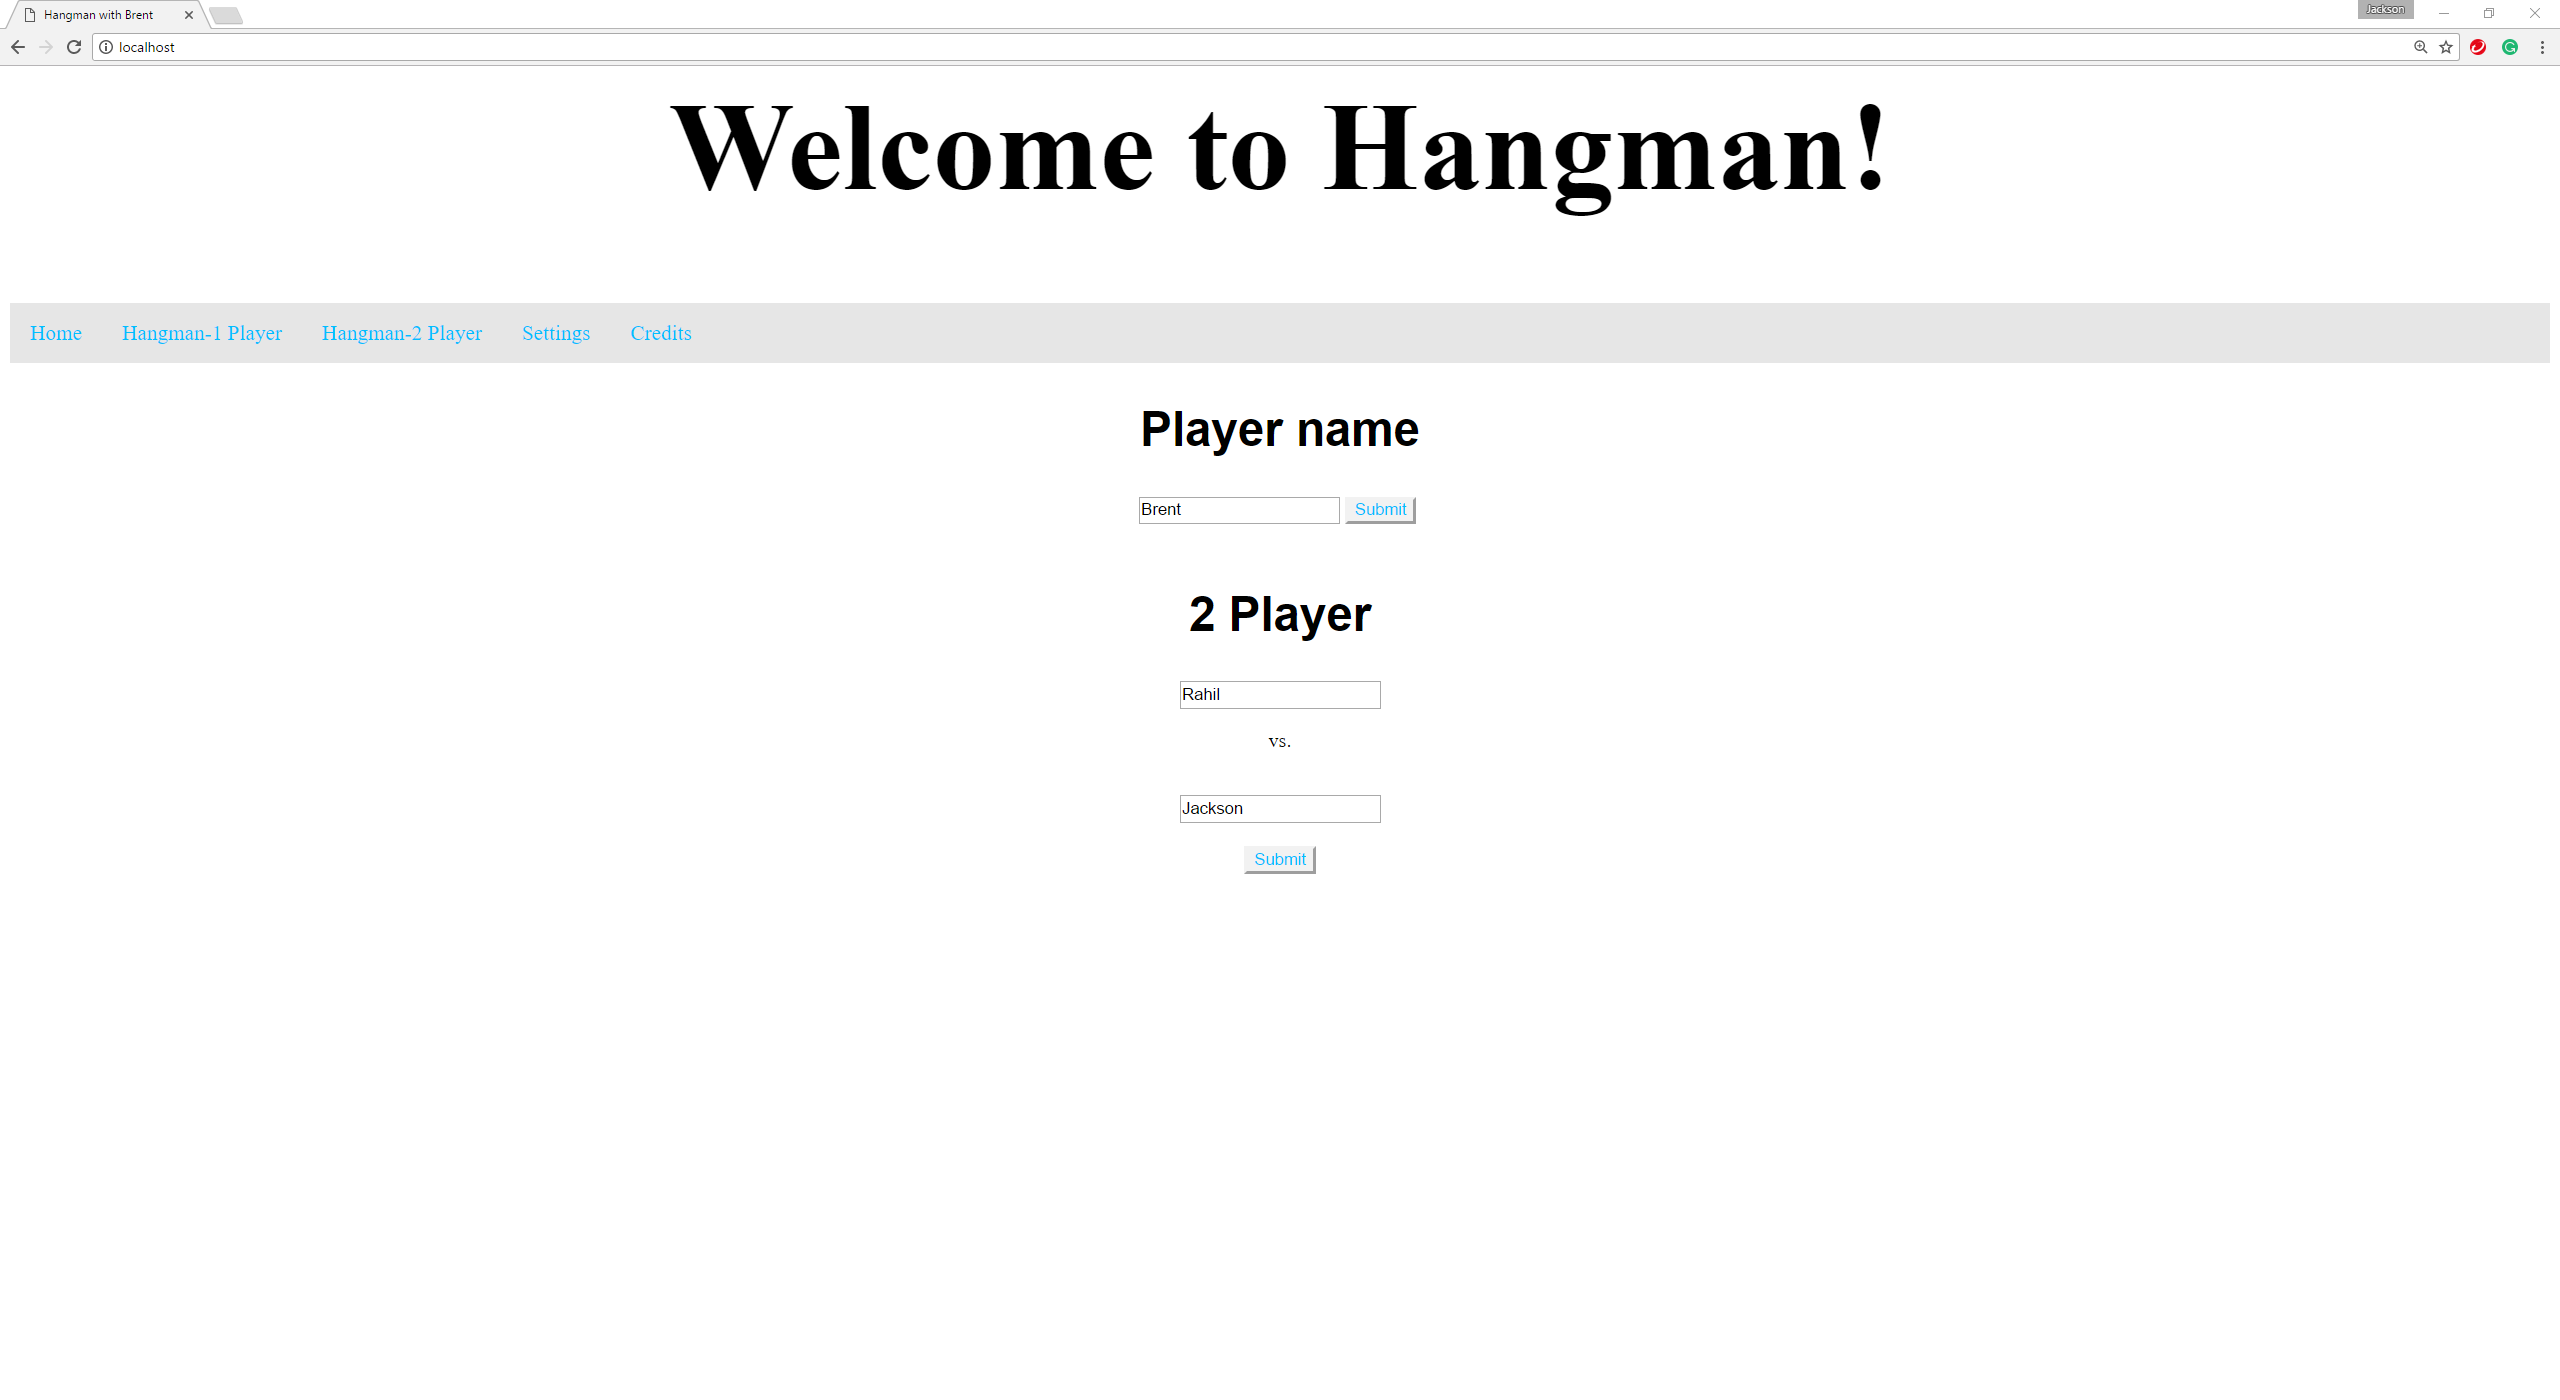 Hangman with Brent
Jackson
localhost
Welcome to Hangman!
Home Hangman-1 Player Hangman-2 Player Settings Credits
Player name
Brent Submit
2 Player
Rahil
vs.
Jackson
Submit